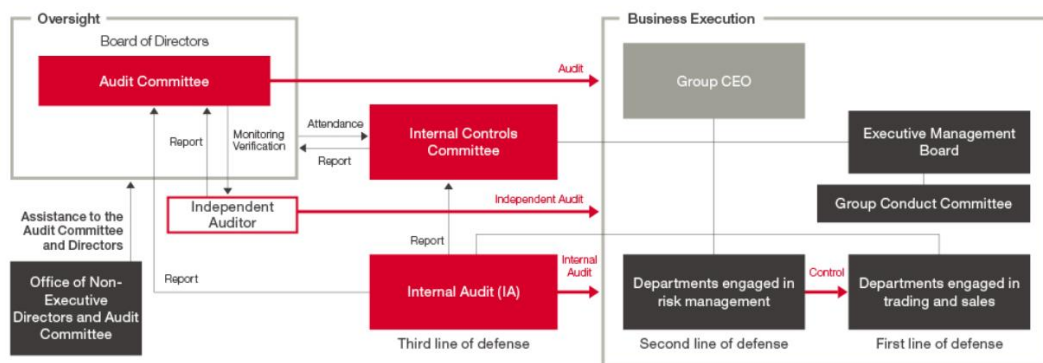 Oversight
Board of Directors
Audit Committee
Audit
Report
Monitoring
Verification
Attendance
Report
Internal Controls
Committee
Independent
Auditor
Independent Audit
Assistance to the
Audit Committee
and Directors
Office of Non-
Executive
Directors and Audit
Committee
Report
Report
Internal Audit (IA)
Internal
Audit
Third line of defense
Business Execution
Group CEO
Executive Management
Board
Group Conduct Committee
Departments engaged in
risk management
Control
Departments engaged in
trading and sales
Second line of defense
First line of defense